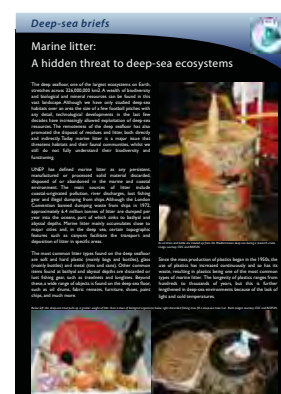 Deep-sea briefs
Marine litter:
A hidden threat to deep-sea ecosystems
The deep seafloor, one of the largest ecosystems on Earth,
stretches across 326,000,000 km2. A wealth of biodiversity
and biological and mineral resources can be found in this
vast landscape. Although we have only studied deep-sea
habitats over an area the size of a few football pitches with
any detail, technological developments in the last few
decades have increasingly allowed exploitation of deep-sea
resources. The remoteness of the deep seafloor has also
promoted the disposal of residues and litter, both directly
and indirectly. Today marine litter is a major issue that
threatens habitats and their faunal communities, whilst we
still do not fully understand their biodiversity and
functioning.
UNEP has defined marine litter as any persistent,
manufactured or processed solid material discarded,
disposed of or abandoned in the marine and coastal
environment. The main sources of litter include
coastal-originated pollution, river discharges, lost fishing
gear and illegal dumping from ships. Although the London
Convention banned dumping waste from ships in 1972,
approximately 6.4 million tonnes of litter are dumped per
year into the oceans, part of which sinks to bathyal and
abyssal depths. Marine litter mainly accumulates close to
major cities and, in the deep sea, certain topographic
features such as canyons facilitate the transport and
deposition of litter in specific areas.
The most common litter types found on the deep seafloor
are soft and hard plastic (mainly bags and bottles), glass
(mainly bottles) and metal (tins and cans). Other common
items found at bathyal and abyssal depths are discarded or
lost fishing gear, such as trawlnets and longlines. Beyond
these, a wide range of objects is found on the deep-sea floor,
such as oil drums, fabric remnants, furniture, shoes, paint
chips, and much more.
Since the mass production of plastics began in the 1950s, the
use of plastics has increased continuously and so has its
waste, resulting in plastics being one of the most common
types of marine litter. The longevity of plastics ranges from
hundreds to thousands of years, but this is further
lengthened in deep-sea environments because of the lack of
light and cold temperatures.